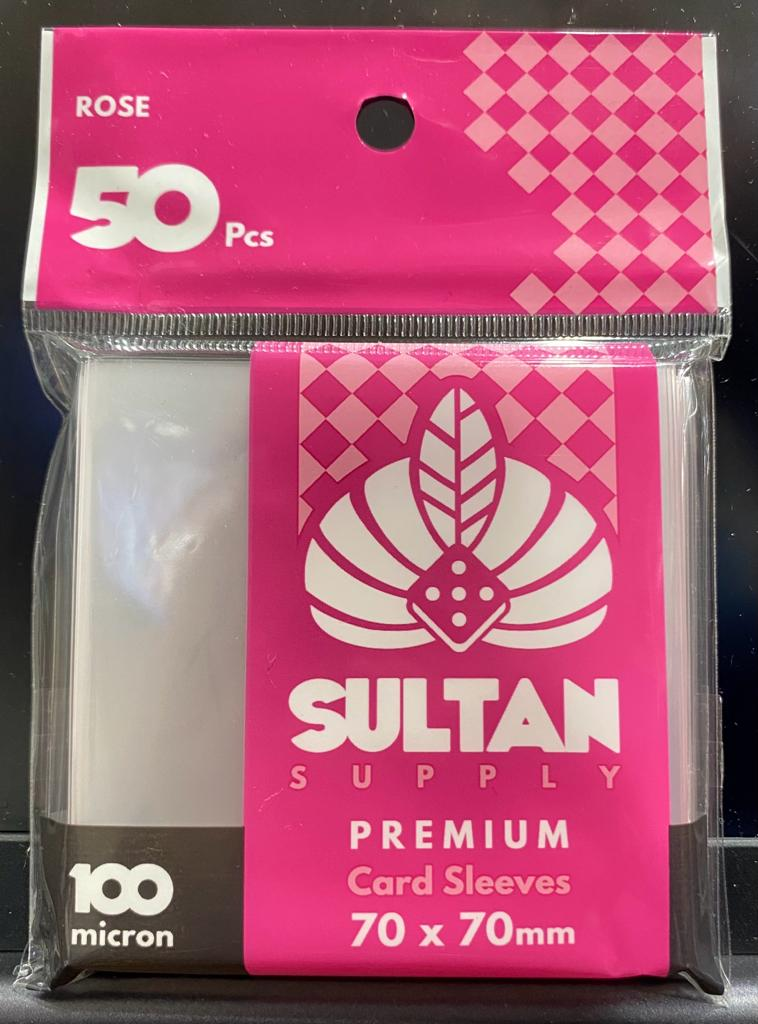 ROSE
50 Pcs
SULTAN
SUPPLY
PREMIUM
Card Sleeves
70 x 70mm
100
micron